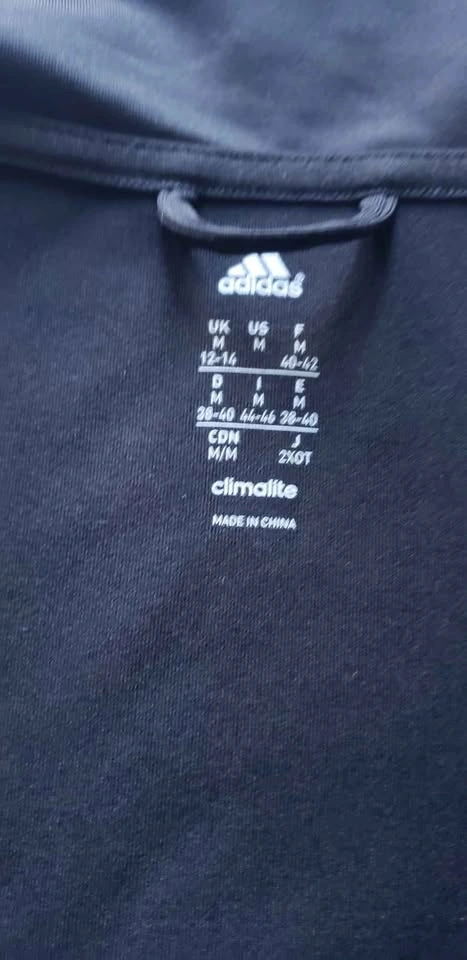 adidas®
UK US F
M M M
12-14 40-42
D I E
M M M
38-40 44-46 38-40
CDN J
M/M 2XOT
climalite
MADE IN CHINA